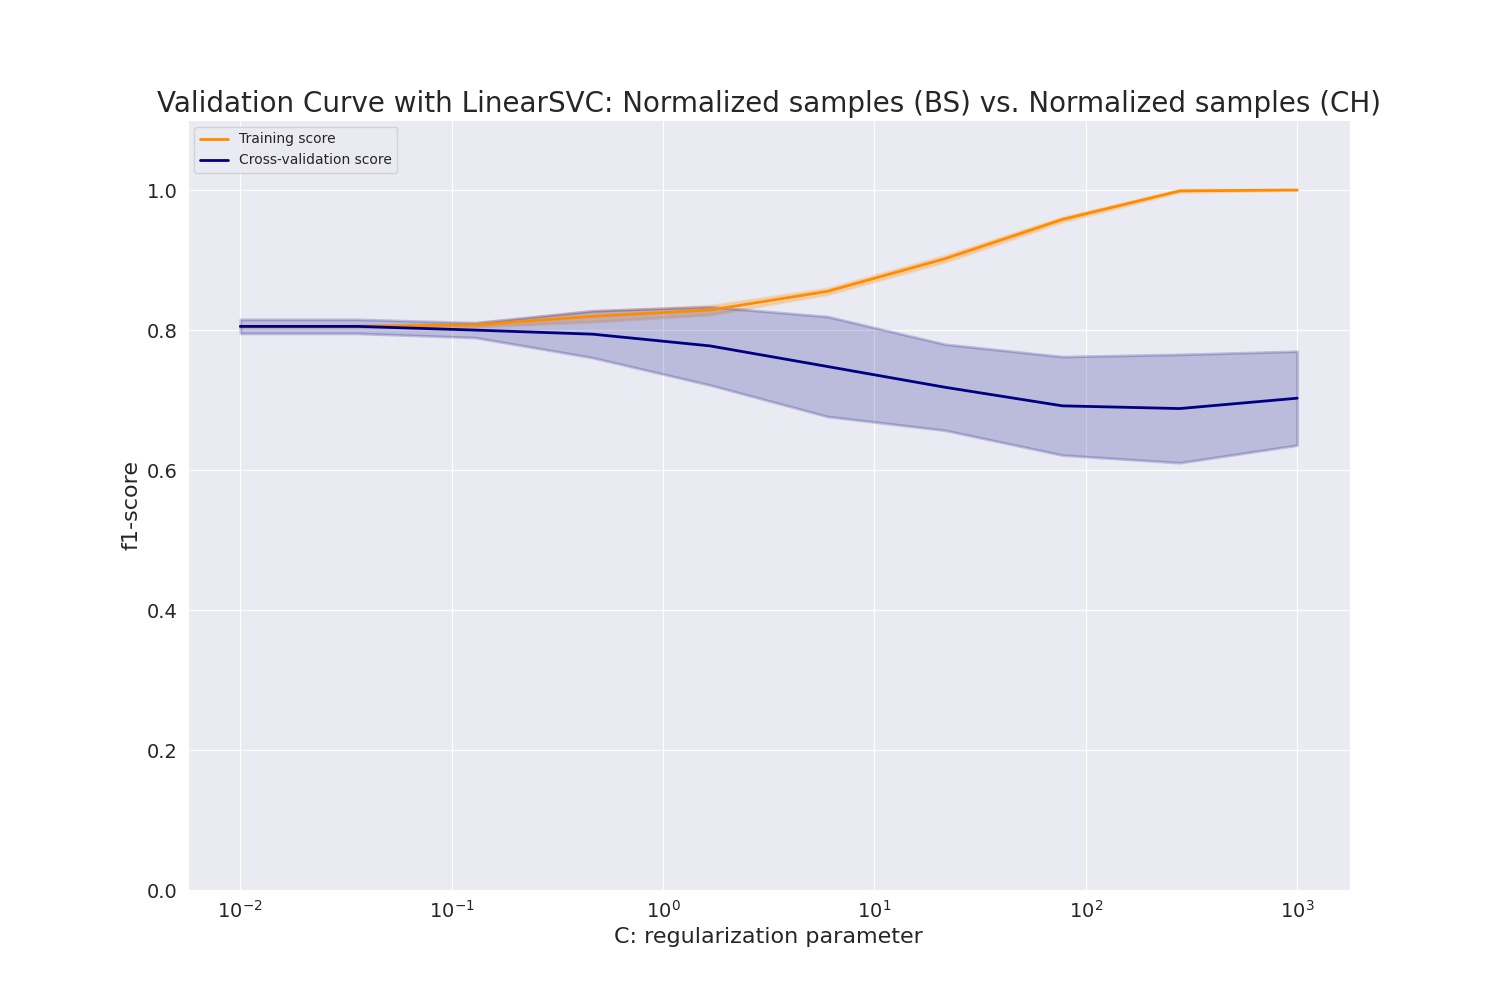 Validation Curve with LinearSVC: Normalized samples (BS) vs. Normalized samples (CH)
Training score
Cross-validation score
1.0
0.8
0.6
0.4
0.2
0.0
f1-score
10⁻² 10⁻¹ 10⁰ 10¹ 10² 10³
C: regularization parameter